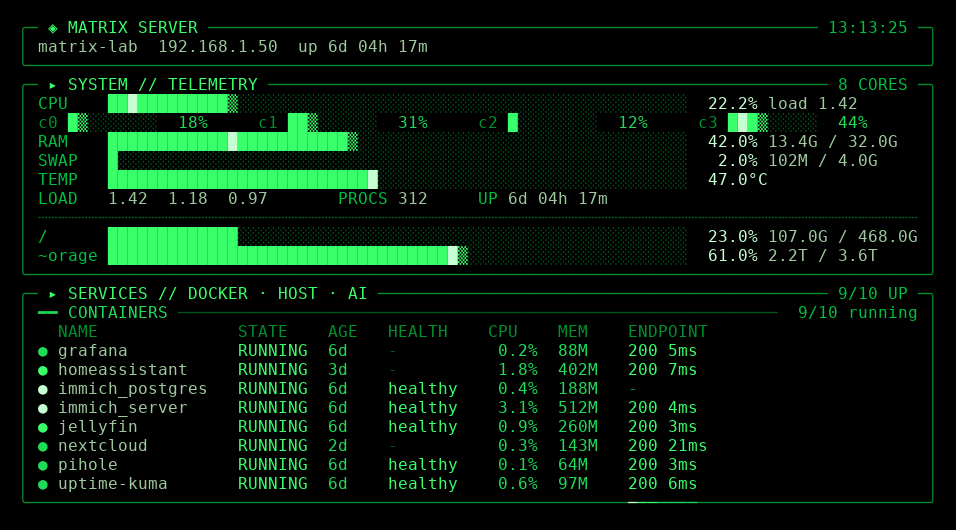 ◈ MATRIX SERVER 13:13:25
matrix-lab 192.168.1.50 up 6d 04h 17m
▸ SYSTEM // TELEMETRY 8 CORES
CPU 22.2% load 1.42
c0 18% c1 31% c2 12% c3 44%
RAM 42.0% 13.4G / 32.0G
SWAP 2.0% 102M / 4.0G
TEMP 47.0°C
LOAD 1.42 1.18 0.97 PROCS 312 UP 6d 04h 17m
/ 23.0% 107.0G / 468.0G
~orage 61.0% 2.2T / 3.6T
▸ SERVICES // DOCKER · HOST · AI 9/10 UP
CONTAINERS 9/10 running
NAME STATE AGE HEALTH CPU MEM ENDPOINT
● grafana RUNNING 6d - 0.2% 88M 200 5ms
● homeassistant RUNNING 3d - 1.8% 402M 200 7ms
● immich_postgres RUNNING 6d healthy 0.4% 188M -
● immich_server RUNNING 6d healthy 3.1% 512M 200 4ms
● jellyfin RUNNING 6d healthy 0.9% 260M 200 3ms
● nextcloud RUNNING 2d - 0.3% 143M 200 21ms
● pihole RUNNING 6d healthy 0.1% 64M 200 3ms
● uptime-kuma RUNNING 6d healthy 0.6% 97M 200 6ms